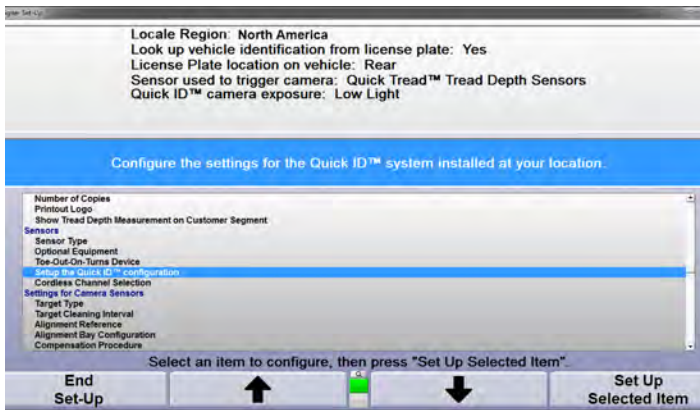 Set-Up
Locale Region: North America
Look up vehicle identification from license plate: Yes
License Plate location on vehicle: Rear
Sensor used to trigger camera: Quick Tread™ Tread Depth Sensors
Quick ID™ camera exposure: Low Light
Configure the settings for the Quick ID™ system installed at your location.
Number of Copies
Printout Logo
Show Tread Depth Measurement on Customer Segment
Sensors
Sensor Type
Optional Equipment
Toe-Out-On-Turns Device
Setup the Quick ID™ configuration
Cordless Channel Selection
Settings for Camera Sensors
Target Type
Target Cleaning Interval
Alignment Reference
Alignment Bay Configuration
Compensation Procedure
Select an item to configure, then press "Set Up Selected Item".
End
Set-Up
Set Up
Selected Item